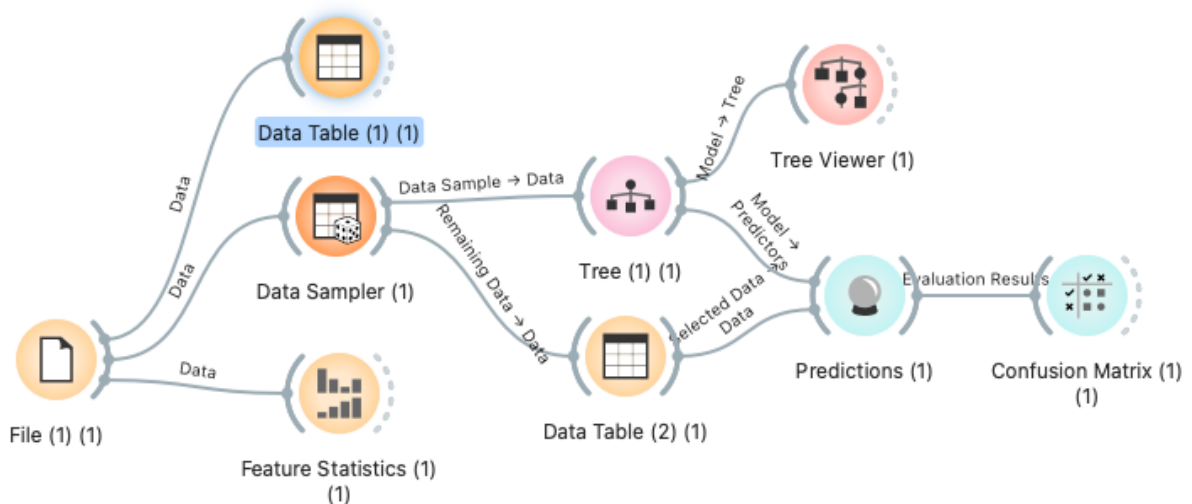 Data Table (1) (1)
Data
Data Sampler (1)
Data
File (1) (1)
Data
Feature Statistics (1)
(1)
Data Sample → Data
Remaining Data → Data
Tree (1) (1)
Data Table (2) (1)
Model → Tree
Tree Viewer (1)
Model →
Predictors
Selected Data →
Data
Predictions (1)
Evaluation Results
Confusion Matrix (1)
(1)